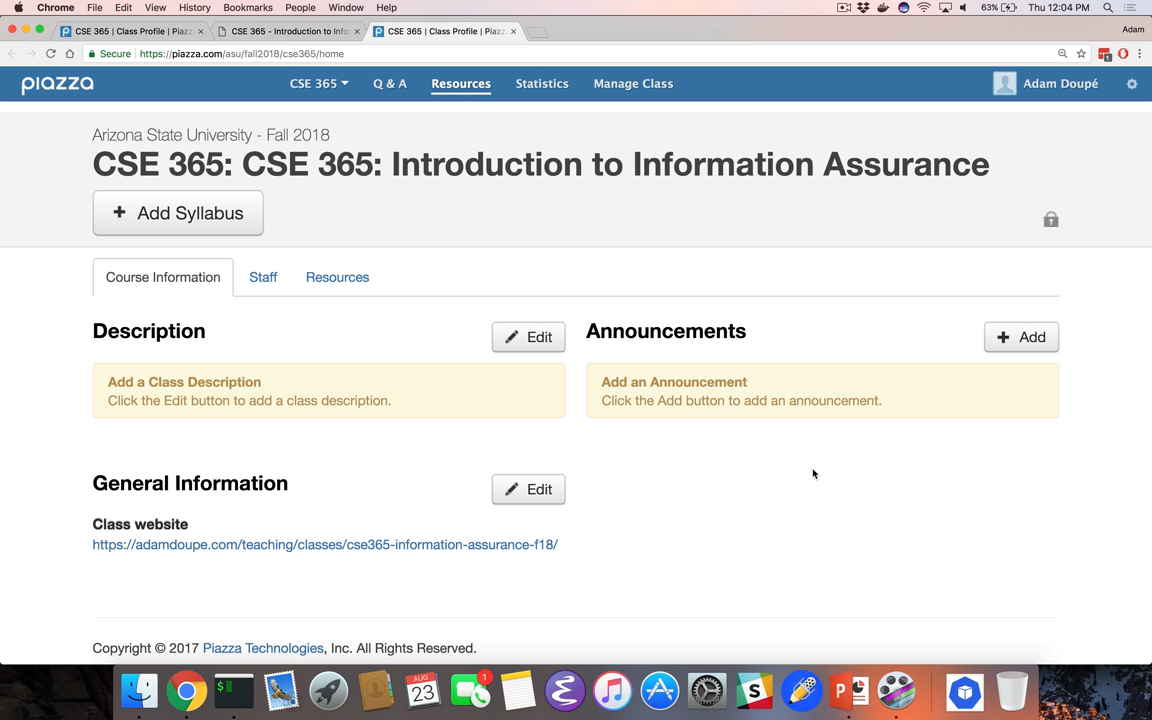 Chrome File Edit View History Bookmarks People Window Help 63% Thu 12:04 PM
CSE 365 | Class Profile | Piazz CSE 365 - Introduction to Info CSE 365 | Class Profile | Piazz Adam
Secure https://piazza.com/asu/fall2018/cse365/home
piazza CSE 365 Q & A Resources Statistics Manage Class Adam Doupé
Arizona State University - Fall 2018
CSE 365: CSE 365: Introduction to Information Assurance
+ Add Syllabus
Course Information Staff Resources
Description Edit Announcements + Add
Add a Class Description Add an Announcement
Click the Edit button to add a class description. Click the Add button to add an announcement.
General Information Edit
Class website
https://adamdoupe.com/teaching/classes/cse365-information-assurance-f18/
Copyright © 2017 Piazza Technologies, Inc. All Rights Reserved.
AUG
23
1